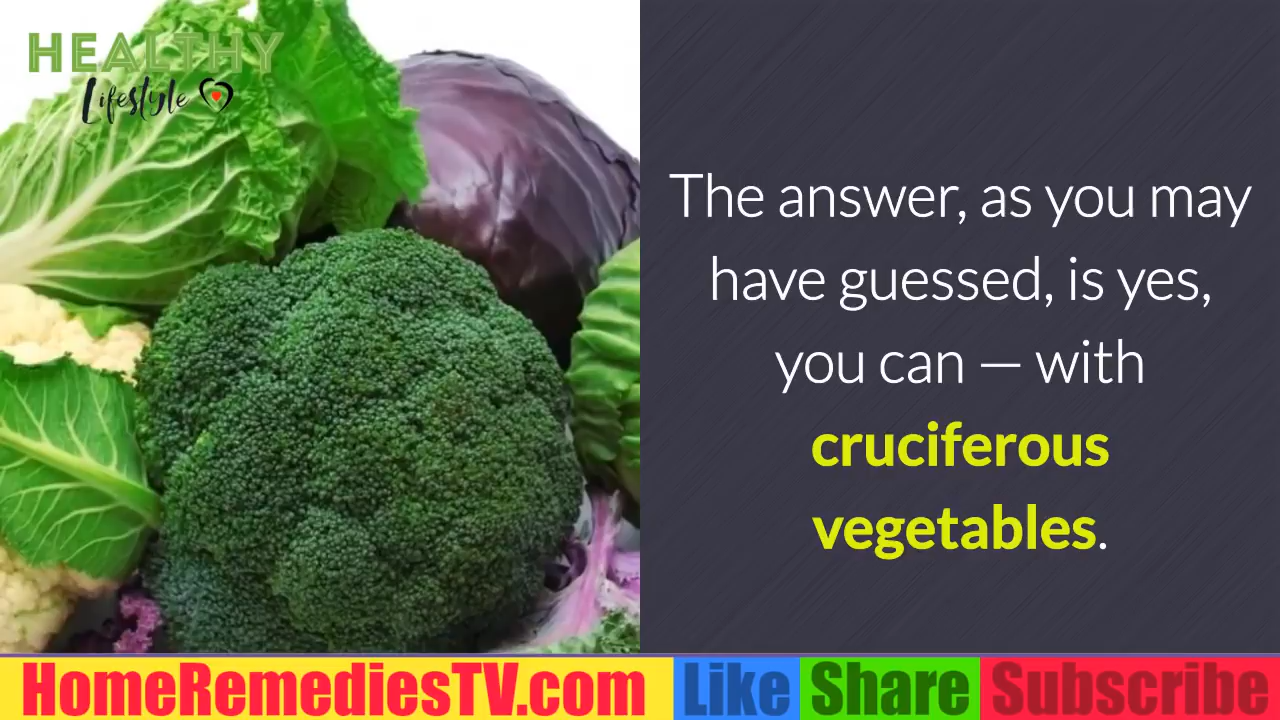 HEALTHY
Lifestyle
The answer, as you may
have guessed, is yes,
you can — with
cruciferous
vegetables.
HomeRemediesTV.com Like Share Subscribe